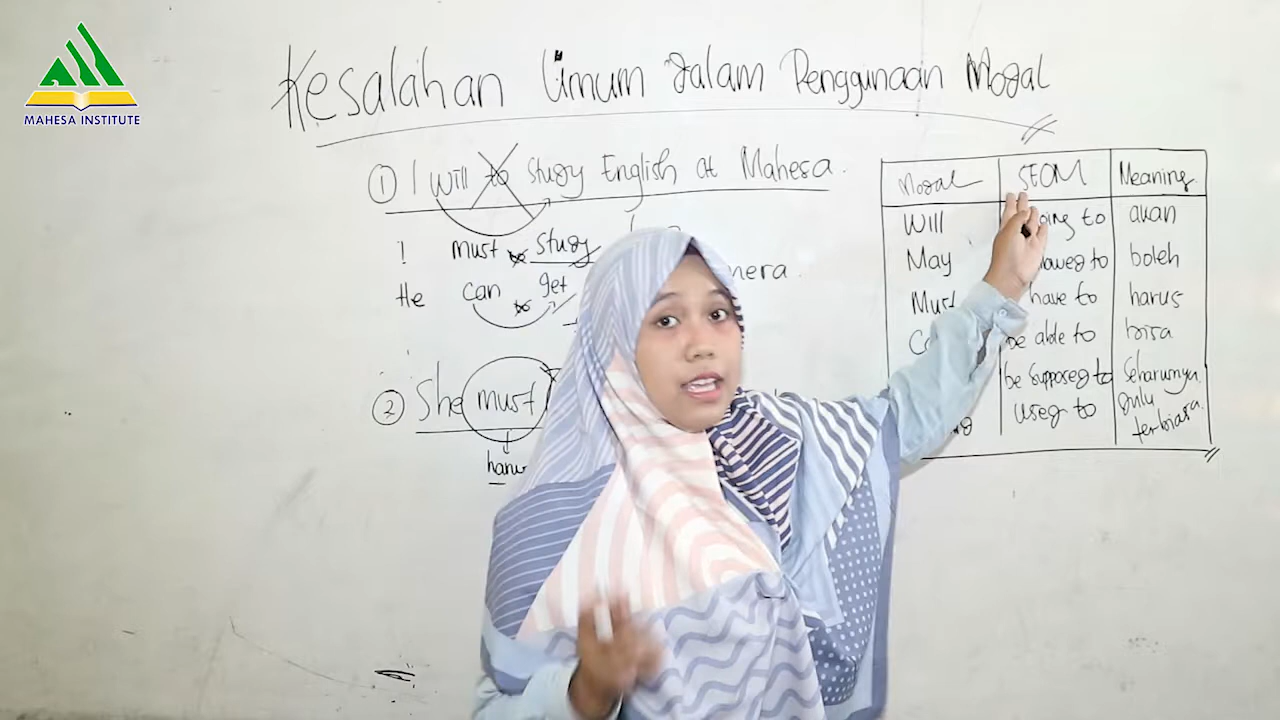 MAHESA INSTITUTE
Kesalahan Umum dalam Penggunaan Modal
① I will to study English at Mahesa.
I must to study
He can to get
② She must
harus
Modal SEOM Meaning
Will going to akan
May to boleh
Must have to harus
be able to bisa
be supposed to seharusnya
used to dulu terbiasa